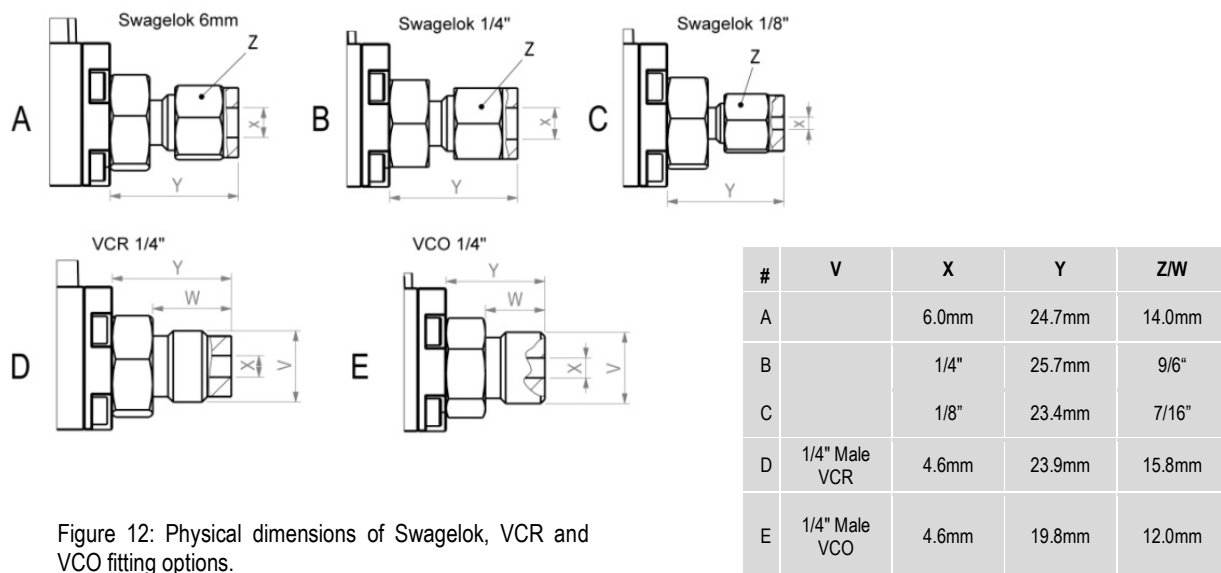 Swagelok 6mm
Z
A
X
Y
Swagelok 1/4"
Z
B
X
Y
Swagelok 1/8"
Z
C
X
Y
VCR 1/4"
Y
W
D
X
V
VCO 1/4"
Y
W
E
X
V
# V X Y Z/W
A 6.0mm 24.7mm 14.0mm
B 1/4" 25.7mm 9/6“
C 1/8” 23.4mm 7/16”
D 1/4" Male VCR 4.6mm 23.9mm 15.8mm
E 1/4" Male VCO 4.6mm 19.8mm 12.0mm
Figure 12: Physical dimensions of Swagelok, VCR and
VCO fitting options.